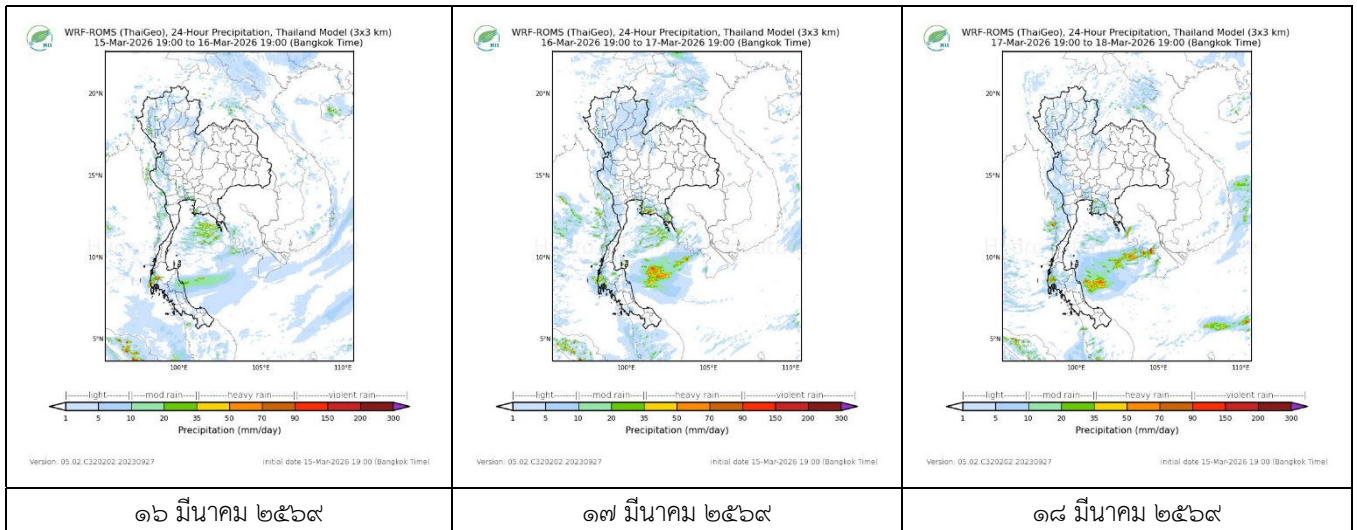 HII
WRF-ROMS (ThaiGeo), 24-Hour Precipitation, Thailand Model (3x3 km)
15-Mar-2026 19:00 to 16-Mar-2026 19:00 (Bangkok Time)
20°N
15°N
10°N
5°N
100°E 105°E 110°E
light mod rain heavy rain violent rain
1 5 10 20 35 50 70 90 150 200 300
Precipitation (mm/day)
Version: 05.02.C320202.20230927 initial date 15-Mar-2026 19:00 (Bangkok Time)
๑๖ มีนาคม ๒๕๖๙
HII
WRF-ROMS (ThaiGeo), 24-Hour Precipitation, Thailand Model (3x3 km)
16-Mar-2026 19:00 to 17-Mar-2026 19:00 (Bangkok Time)
20°N
15°N
10°N
5°N
100°E 105°E 110°E
light mod rain heavy rain violent rain
1 5 10 20 35 50 70 90 150 200 300
Precipitation (mm/day)
Version: 05.02.C320202.20230927 initial date 15-Mar-2026 19:00 (Bangkok Time)
๑๗ มีนาคม ๒๕๖๙
HII
WRF-ROMS (ThaiGeo), 24-Hour Precipitation, Thailand Model (3x3 km)
17-Mar-2026 19:00 to 18-Mar-2026 19:00 (Bangkok Time)
20°N
15°N
10°N
5°N
100°E 105°E 110°E
light mod rain heavy rain violent rain
1 5 10 20 35 50 70 90 150 200 300
Precipitation (mm/day)
Version: 05.02.C320202.20230927 initial date 15-Mar-2026 19:00 (Bangkok Time)
๑๘ มีนาคม ๒๕๖๙